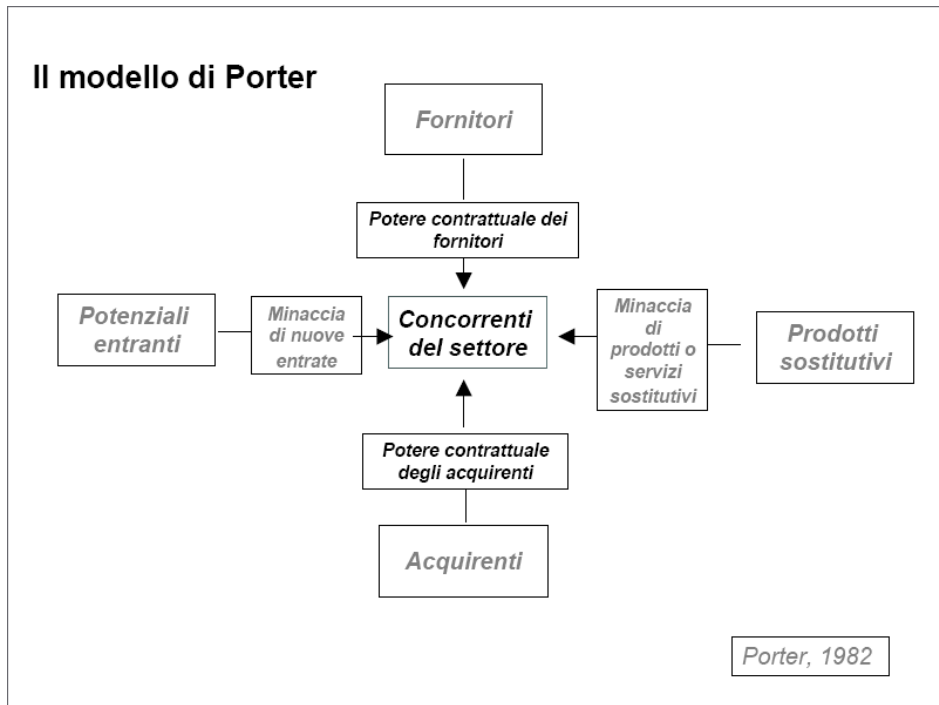 Il modello di Porter
Fornitori
Potere contrattuale dei
fornitori
Potenziali
entranti
Minaccia
di nuove
entrate
Concorrenti
del settore
Minaccia
di
prodotti o
servizi
sostitutivi
Prodotti
sostitutivi
Potere contrattuale
degli acquirenti
Acquirenti
Porter, 1982